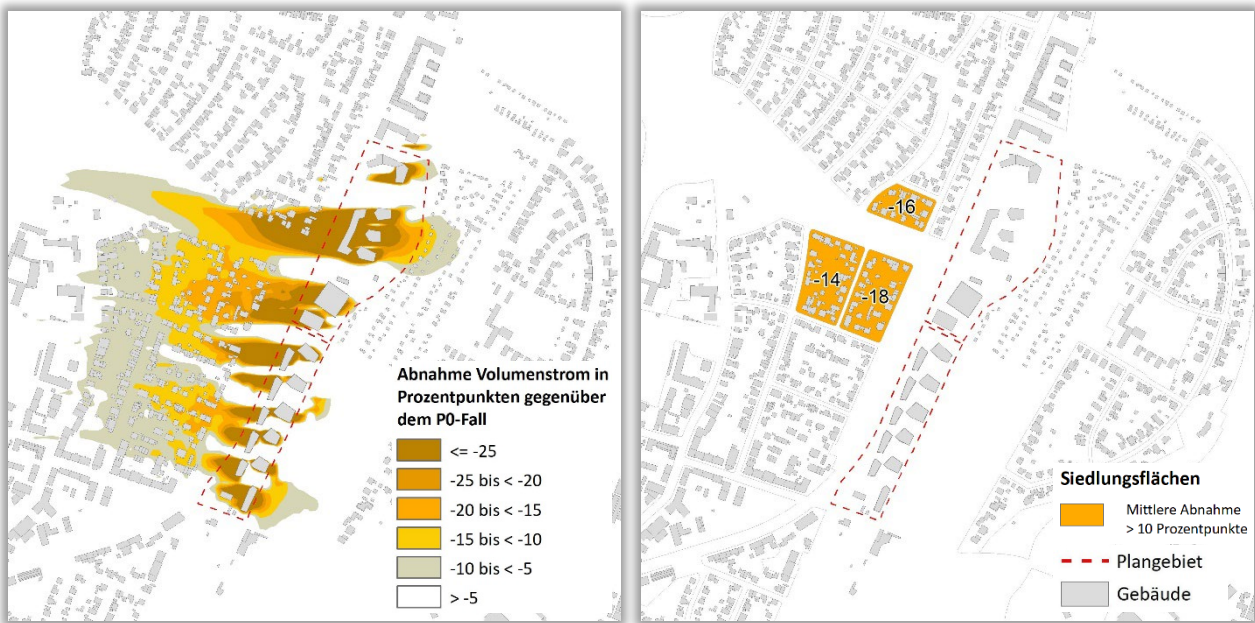 Abnahme Volumenstrom in
Prozentpunkten gegenüber
dem P0-Fall
<= -25
-25 bis < -20
-20 bis < -15
-15 bis < -10
-10 bis < -5
> -5
-16
-14
-18
Siedlungsflächen
Mittlere Abnahme
> 10 Prozentpunkte
Plangebiet
Gebäude